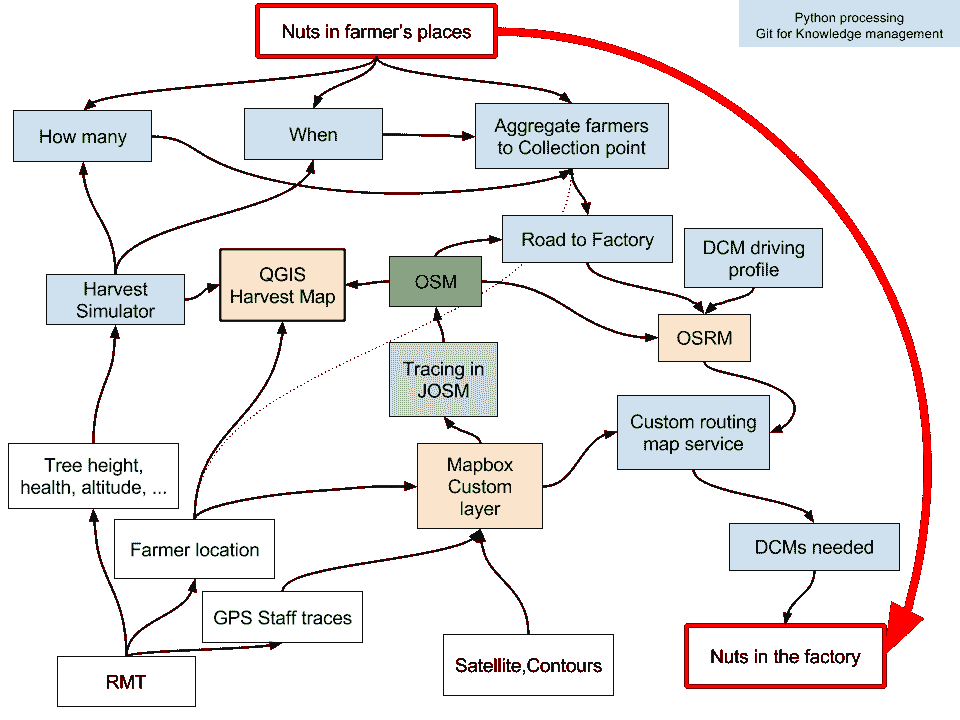 Python processing
Git for Knowledge management
Nuts in farmer's places
How many
When
Aggregate farmers
to Collection point
Road to Factory
DCM driving
profile
Harvest
Simulator
QGIS
Harvest Map
OSM
OSRM
Tracing in
JOSM
Custom routing
map service
Tree height,
health, altitude, ...
Mapbox
Custom
layer
Farmer location
DCMs needed
GPS Staff traces
Satellite,Contours
Nuts in the factory
RMT